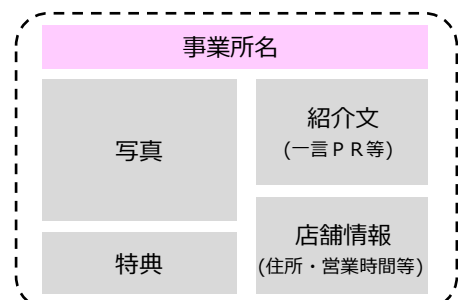 事業所名
写真
紹介文
(一言ＰＲ等)
特典
店舗情報
(住所・営業時間等)